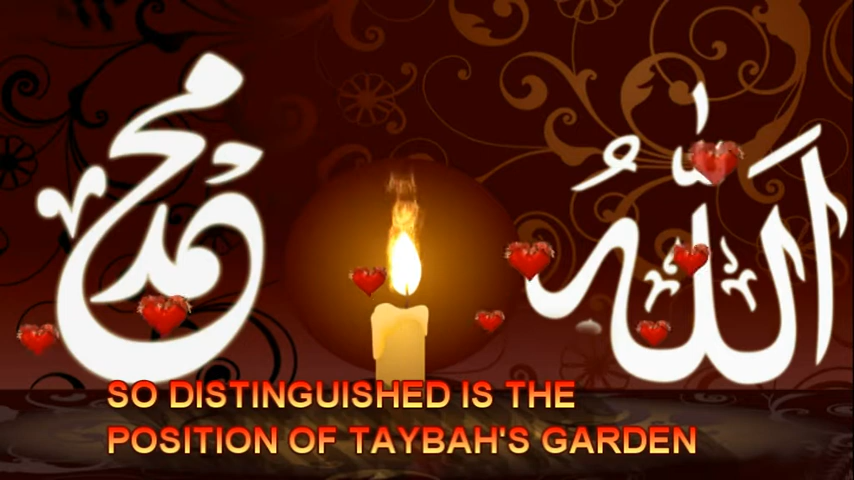 الله
محمد
SO DISTINGUISHED IS THE
POSITION OF TAYBAH'S GARDEN